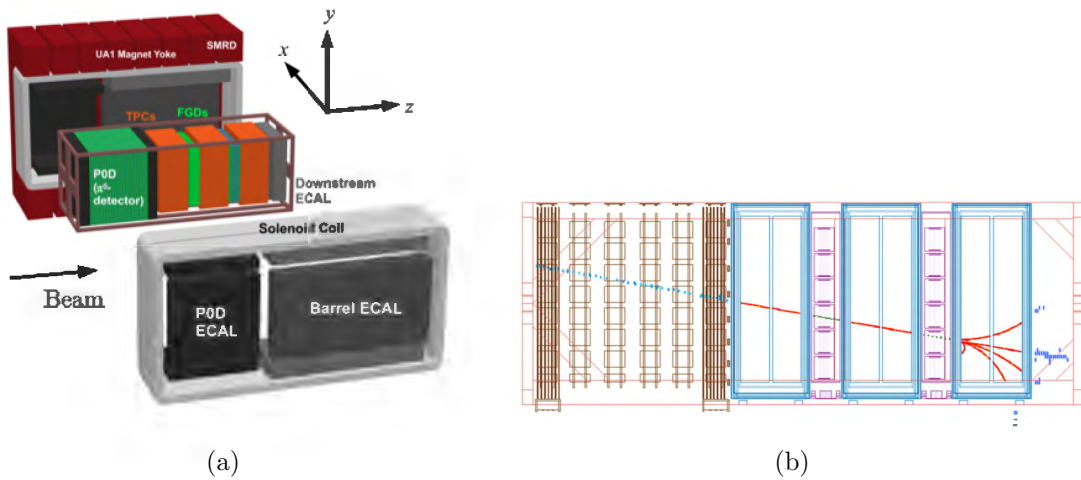 y
SMRD
UA1 Magnet Yoke
x
z
TPCs
FGDs
P0D
(π⁰-
detector)
Downstream
ECAL
Solenoid Coil
Beam
P0D
ECAL
Barrel ECAL
(a)
(b)